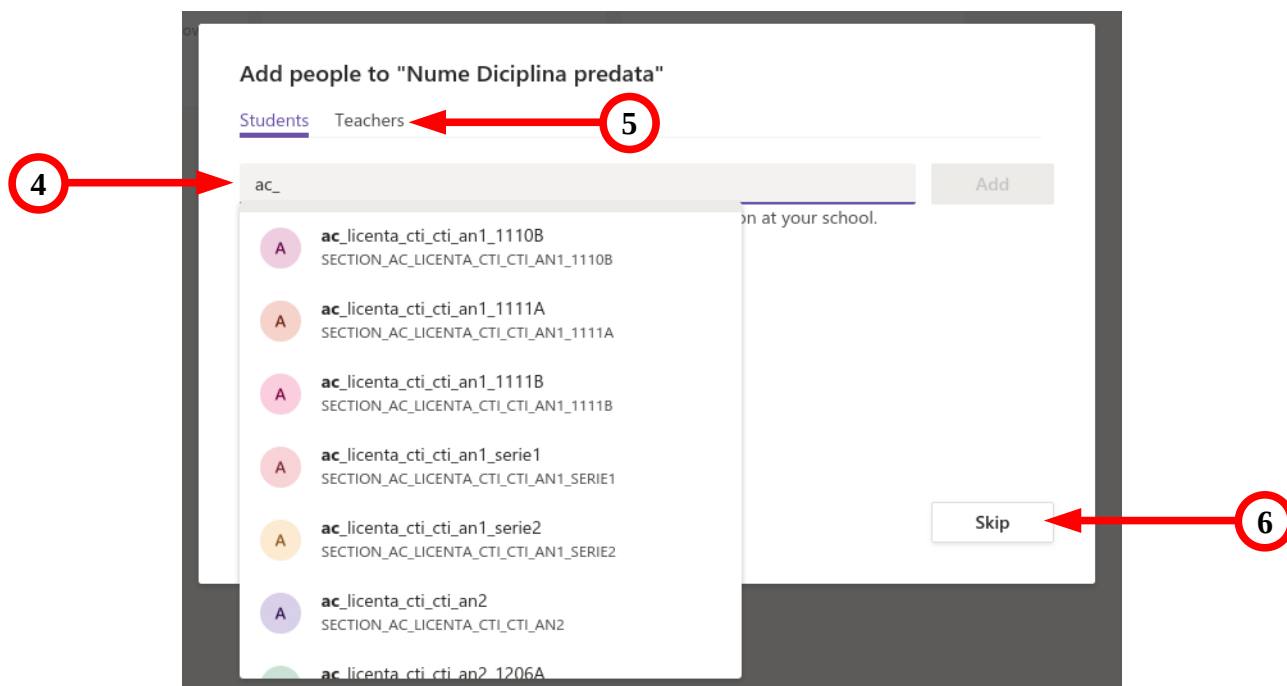 ov
Add people to "Nume Diciplina predata"
Students Teachers
5
4
ac_
Add
on at your school.
A
ac_licenta_cti_cti_an1_1110B
SECTION_AC_LICENTA_CTI_CTI_AN1_1110B
A
ac_licenta_cti_cti_an1_1111A
SECTION_AC_LICENTA_CTI_CTI_AN1_1111A
A
ac_licenta_cti_cti_an1_1111B
SECTION_AC_LICENTA_CTI_CTI_AN1_1111B
A
ac_licenta_cti_cti_an1_serie1
SECTION_AC_LICENTA_CTI_CTI_AN1_SERIE1
A
ac_licenta_cti_cti_an1_serie2
SECTION_AC_LICENTA_CTI_CTI_AN1_SERIE2
Skip
6
A
ac_licenta_cti_cti_an2
SECTION_AC_LICENTA_CTI_CTI_AN2
ac_licenta_cti_cti_an2_1206A